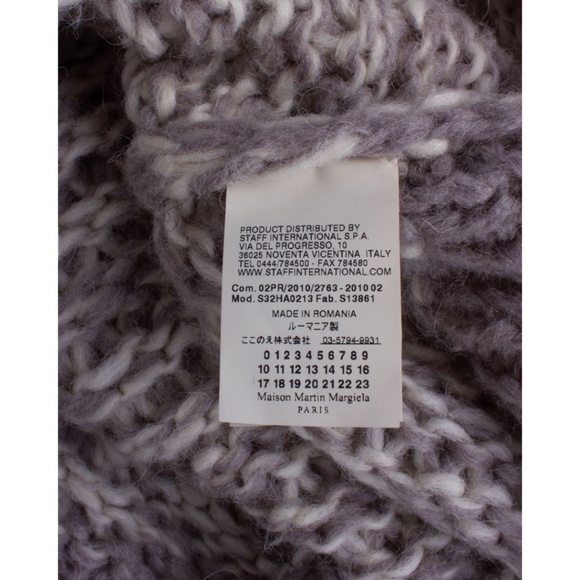 PRODUCT DISTRIBUTED BY
STAFF INTERNATIONAL S.P.A.
VIA DEL PROGRESSO, 10
36025 NOVENTA VICENTINA ITALY
TEL 0444/784500 - FAX 784580
WWW.STAFFINTERNATIONAL.COM
Com. 02PR/2010/2763 - 2010 02
Mod. S32HA0213 Fab. S13861
MADE IN ROMANIA
ルーマニア製
ここのえ株式会社 03-5794-9931
0 1 2 3 4 5 6 7 8 9
10 11 12 13 14 15 16
17 18 19 20 21 22 23
Maison Martin Margiela
PARIS